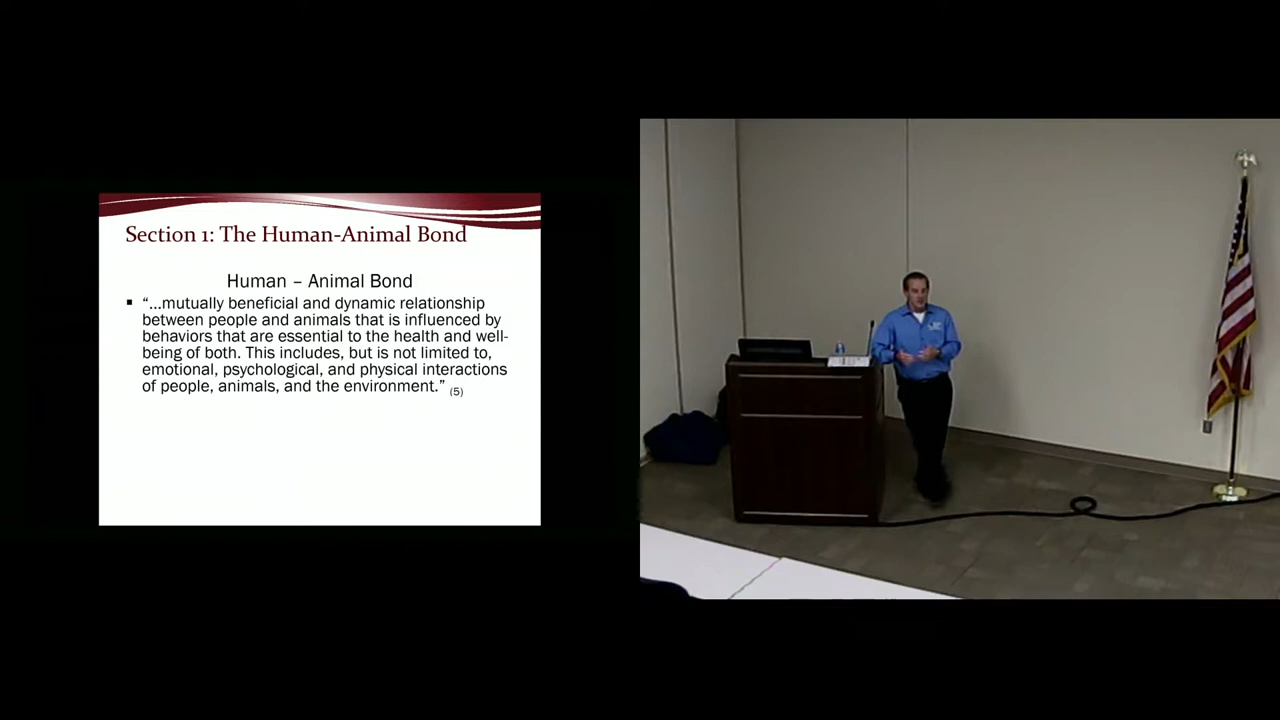 Section 1: The Human-Animal Bond
Human – Animal Bond
▪ “...mutually beneficial and dynamic relationship
between people and animals that is influenced by
behaviors that are essential to the health and well-
being of both. This includes, but is not limited to,
emotional, psychological, and physical interactions
of people, animals, and the environment.” (5)